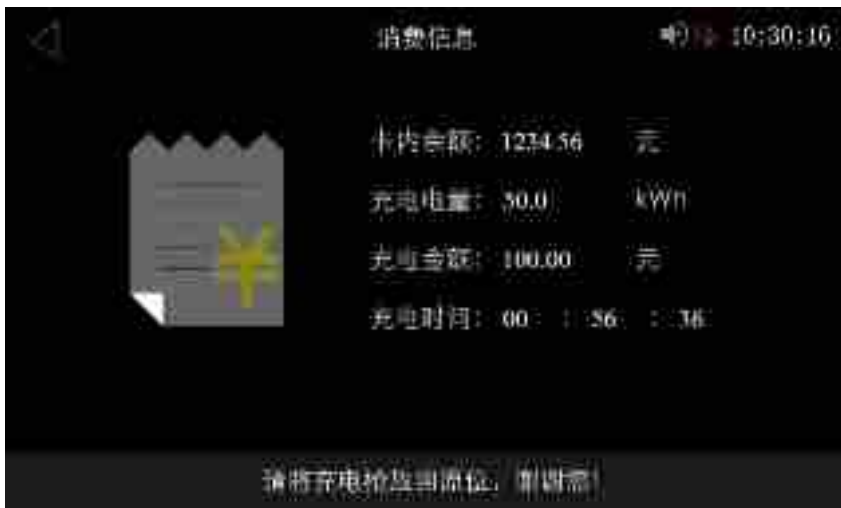 消费信息 10:30:16
卡内余额: 1234.56 元
充电电量: 50.0 kWh
充电金额: 100.00 元
充电时间: 00 : 56 : 36
请将充电枪放回原位，谢谢您!